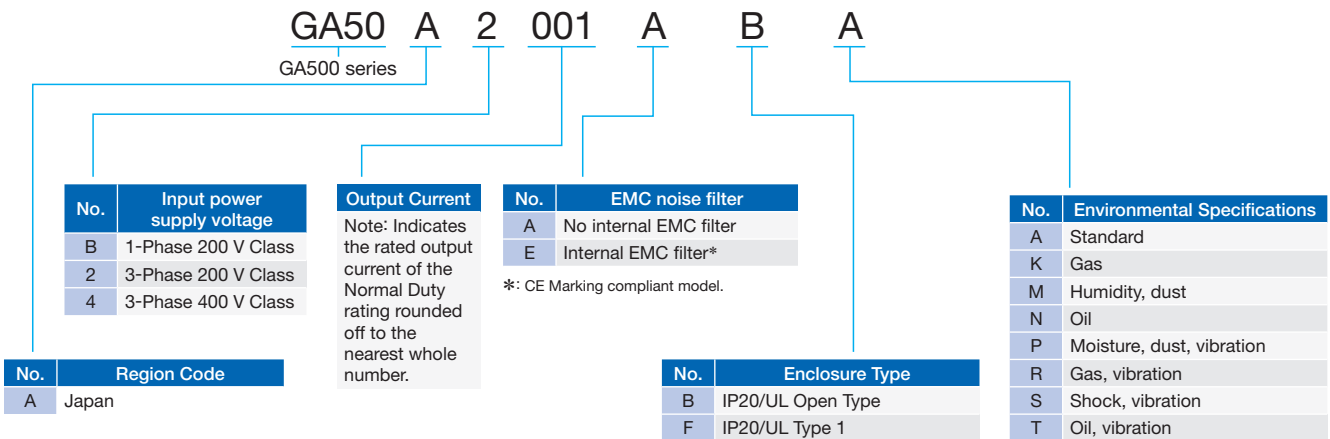 GA50 A 2 001 A B A
GA500 series
No. Input power
supply voltage
B 1-Phase 200 V Class
2 3-Phase 200 V Class
4 3-Phase 400 V Class
Output Current
Note: Indicates
the rated output
current of the
Normal Duty
rating rounded
off to the
nearest whole
number.
No. EMC noise filter
A No internal EMC filter
E Internal EMC filter*
*: CE Marking compliant model.
No. Environmental Specifications
A Standard
K Gas
M Humidity, dust
N Oil
P Moisture, dust, vibration
R Gas, vibration
S Shock, vibration
T Oil, vibration
No. Region Code
A Japan
No. Enclosure Type
B IP20/UL Open Type
F IP20/UL Type 1